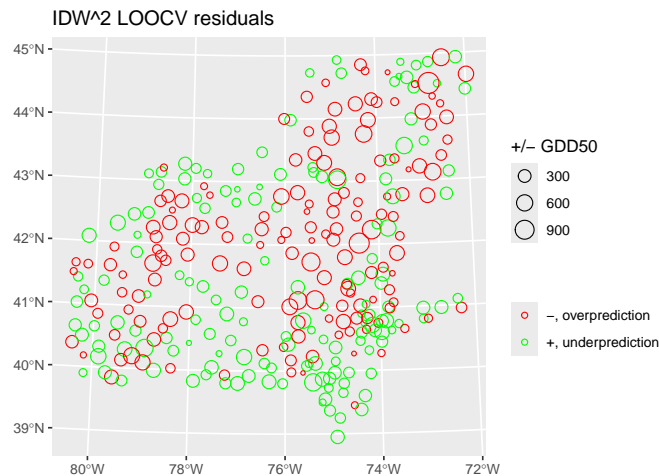 IDW^2 LOOCV residuals
45°N
44°N
43°N
42°N
41°N
40°N
39°N
80°W
78°W
76°W
74°W
72°W
+/− GDD50
300
600
900
−, overprediction
+, underprediction